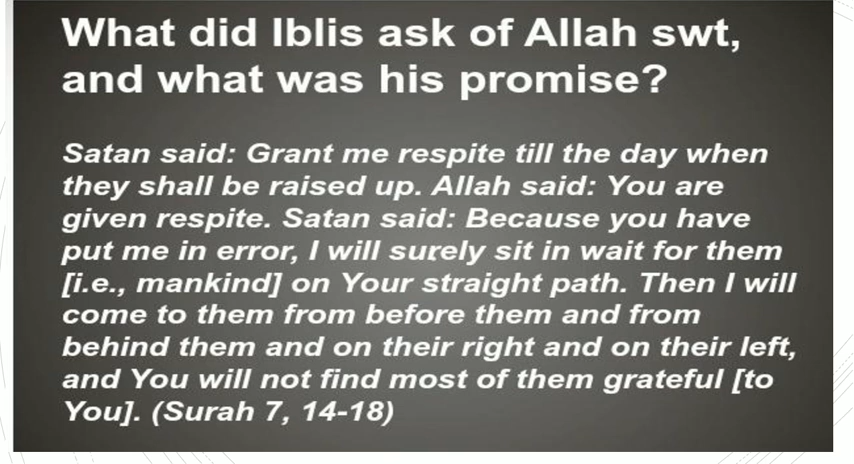 What did Iblis ask of Allah swt,
and what was his promise?
Satan said: Grant me respite till the day when
they shall be raised up. Allah said: You are
given respite. Satan said: Because you have
put me in error, I will surely sit in wait for them
[i.e., mankind] on Your straight path. Then I will
come to them from before them and from
behind them and on their right and on their left,
and You will not find most of them grateful [to
You]. (Surah 7, 14-18)